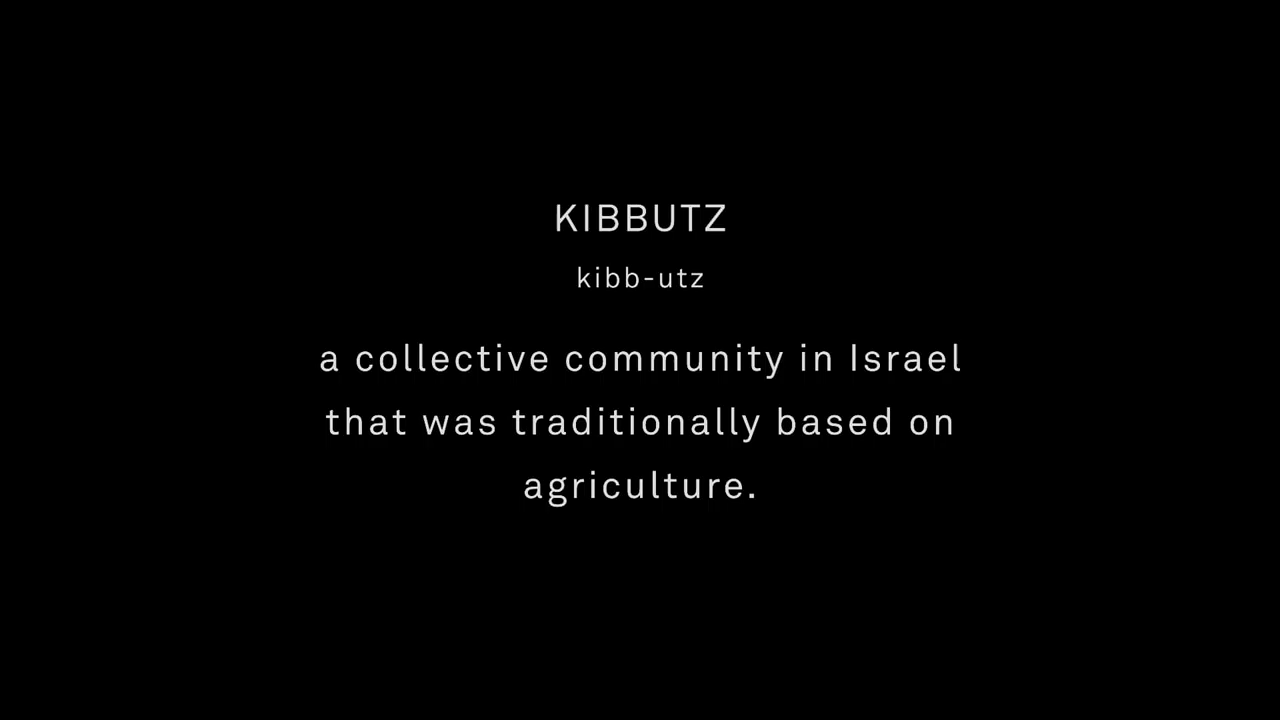 KIBBUTZ
kibb-utz
a collective community in Israel
that was traditionally based on
agriculture.